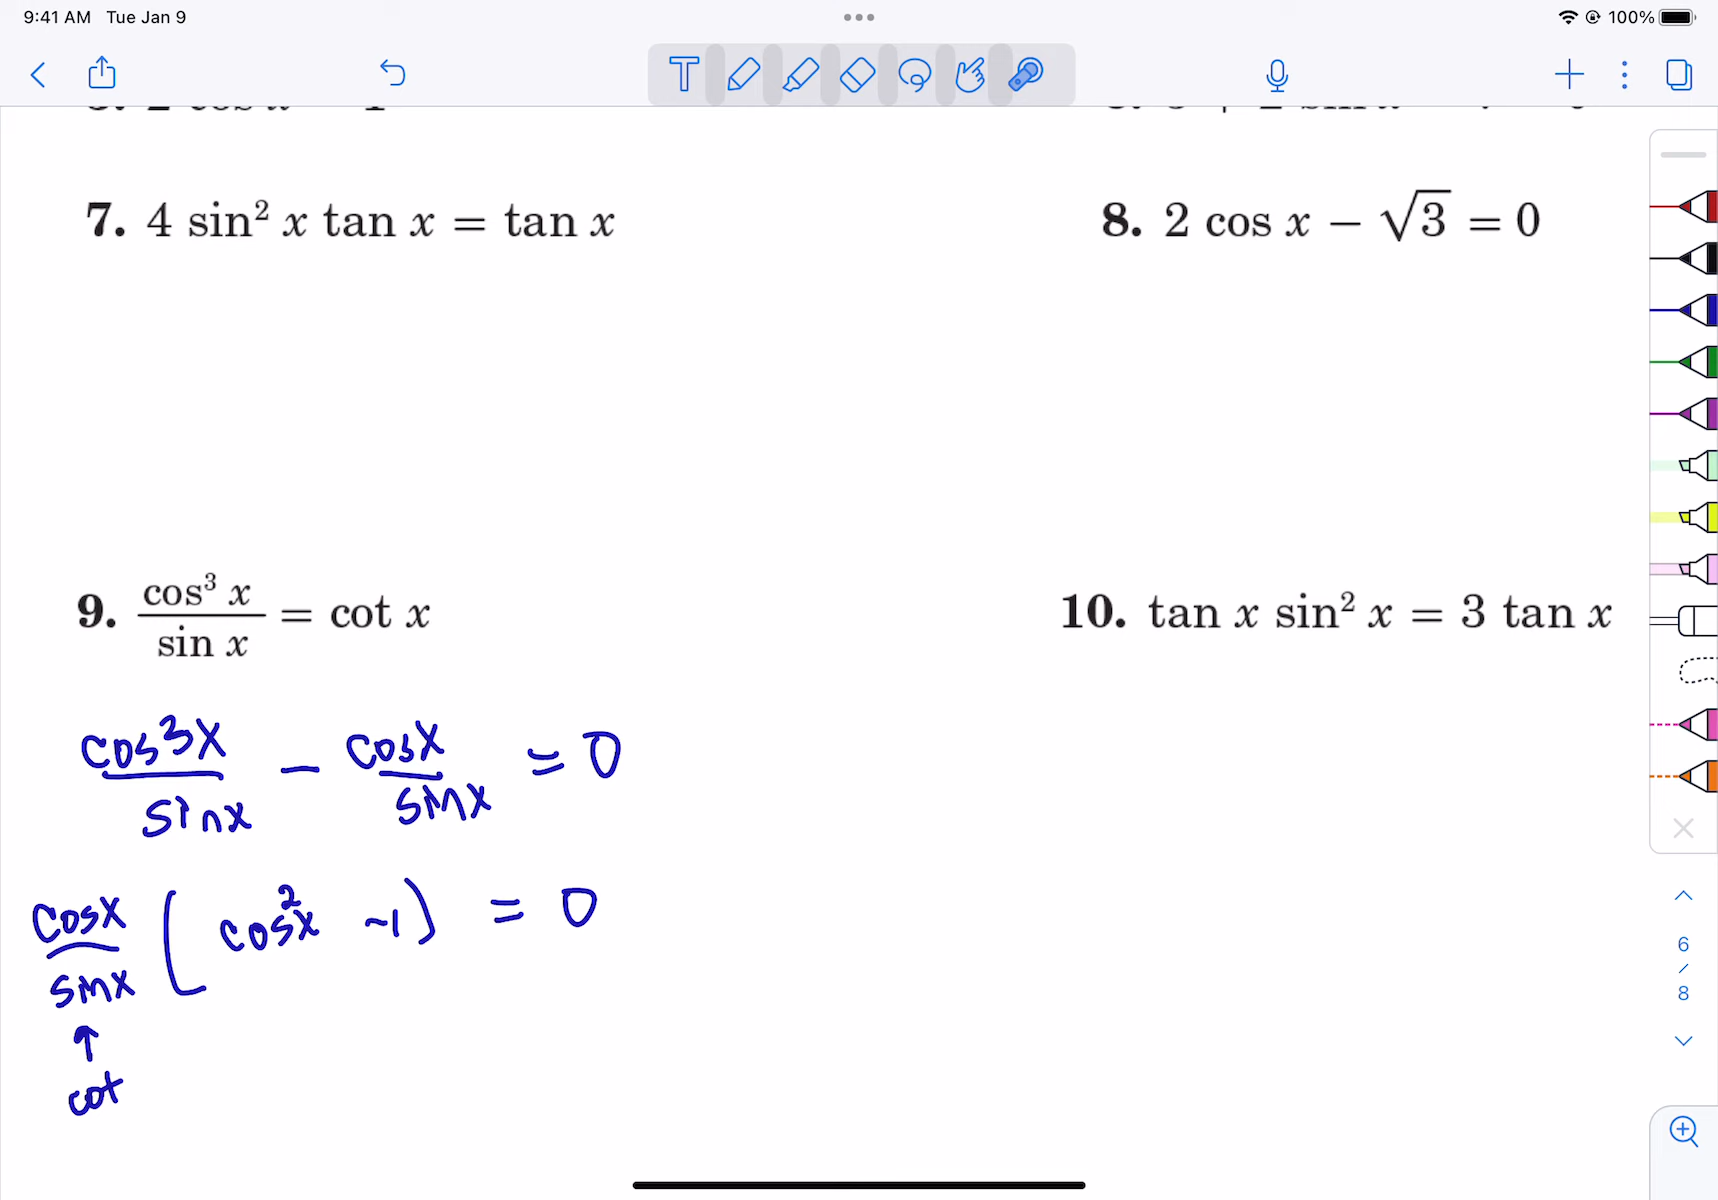 9:41 AM Tue Jan 9
100%
7. 4 sin² x tan x = tan x
8. 2 cos x − √3 = 0
9. cos³ x / sin x = cot x
10. tan x sin² x = 3 tan x
cos³x / sinx − cosx / sinx = 0
cosx / sinx ( cos²x −1 ) = 0
↑
cot
6
/
8